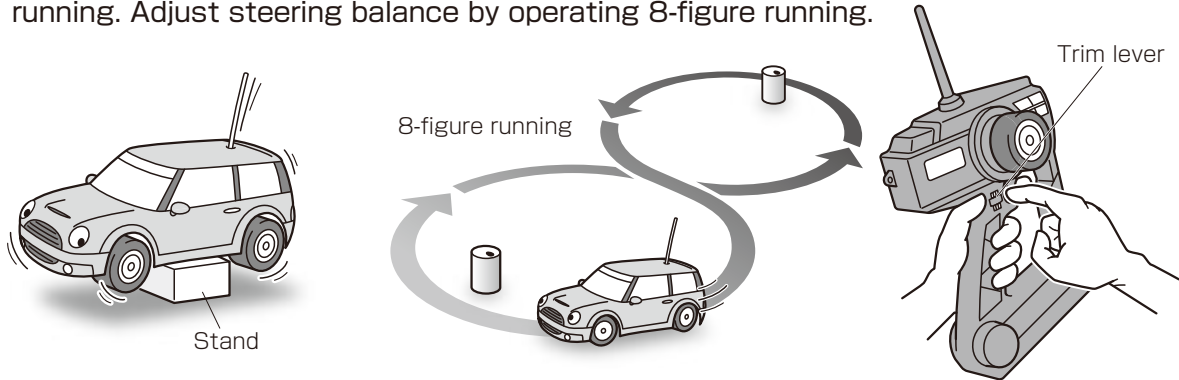 running. Adjust steering balance by operating 8-figure running.
Trim lever
8-figure running
Stand